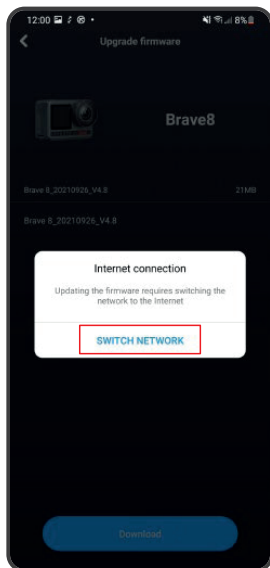 12:00 8%
Upgrade firmware
Brave8
Brave 8_20210926_V4.8 21MB
Brave 8_20210926_V4.8
Internet connection
Updating the firmware requires switching the
network to the Internet
SWITCH NETWORK
Download